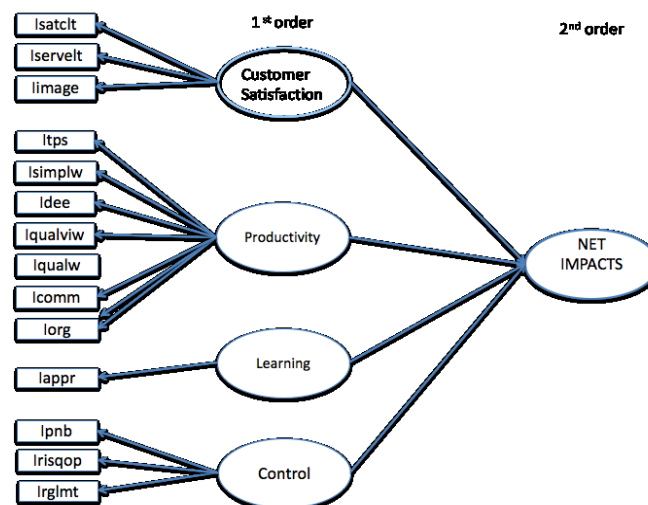 Isatclt
Iservelt
Iimage
1st order
2nd order
Customer
Satisfaction
Itps
Isimplw
Idee
Iqualviw
Iqualw
Icomm
Iorg
Productivity
NET
IMPACTS
Iappr
Learning
Ipnb
Irisqop
Irglmt
Control